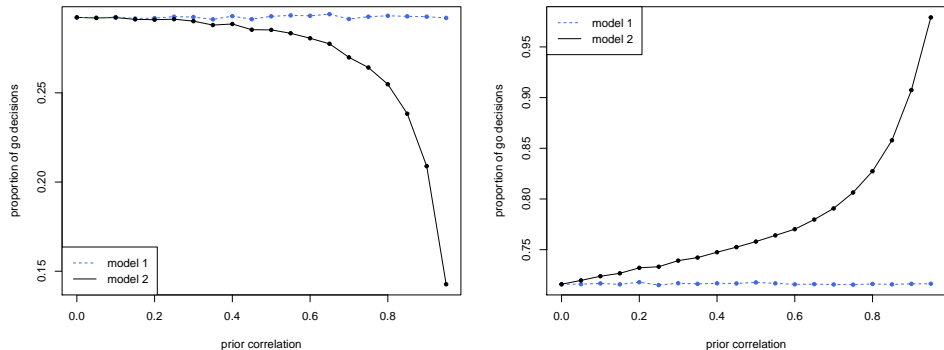 proportion of go decisions
0.25
0.20
0.15
model 1
model 2
0.0
0.2
0.4
0.6
0.8
prior correlation
proportion of go decisions
0.95
0.90
0.85
0.80
0.75
model 1
model 2
0.0
0.2
0.4
0.6
0.8
prior correlation